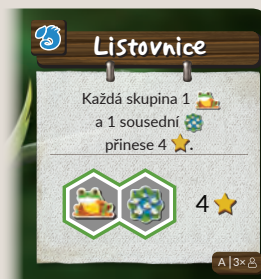 Listovnice
Každá skupina 1
a 1 sousední
přinese 4 .
4
A | 3×